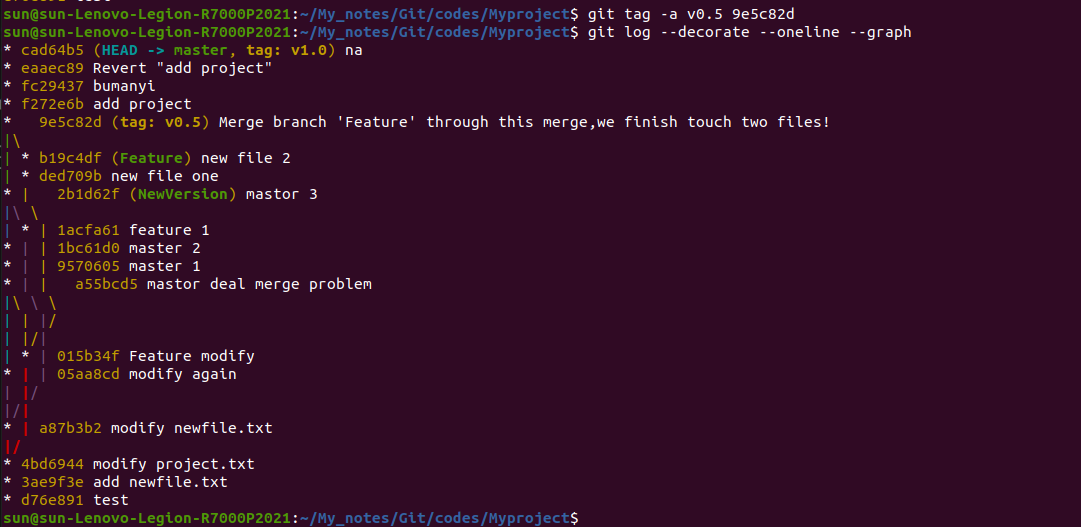 sun@sun-Lenovo-Legion-R7000P2021:~/My_notes/Git/codes/Myproject$ git tag -a v0.5 9e5c82d
sun@sun-Lenovo-Legion-R7000P2021:~/My_notes/Git/codes/Myproject$ git log --decorate --oneline --graph
* cad64b5 (HEAD -> master, tag: v1.0) na
* eaaec89 Revert "add project"
* fc29437 bumanyi
* f272e6b add project
*   9e5c82d (tag: v0.5) Merge branch 'Feature' through this merge,we finish touch two files!
|\
| * b19c4df (Feature) new file 2
| * ded709b new file one
* |   2b1d62f (NewVersion) mastor 3
|\ \
| * | 1acfa61 feature 1
* | | 1bc61d0 master 2
* | | 9570605 master 1
* | |   a55bcd5 mastor deal merge problem
|\ \ \
| | |/
| |/|
| * | 015b34f Feature modify
* | | 05aa8cd modify again
| |/
|/|
* | a87b3b2 modify newfile.txt
|/
* 4bd6944 modify project.txt
* 3ae9f3e add newfile.txt
* d76e891 test
sun@sun-Lenovo-Legion-R7000P2021:~/My_notes/Git/codes/Myproject$